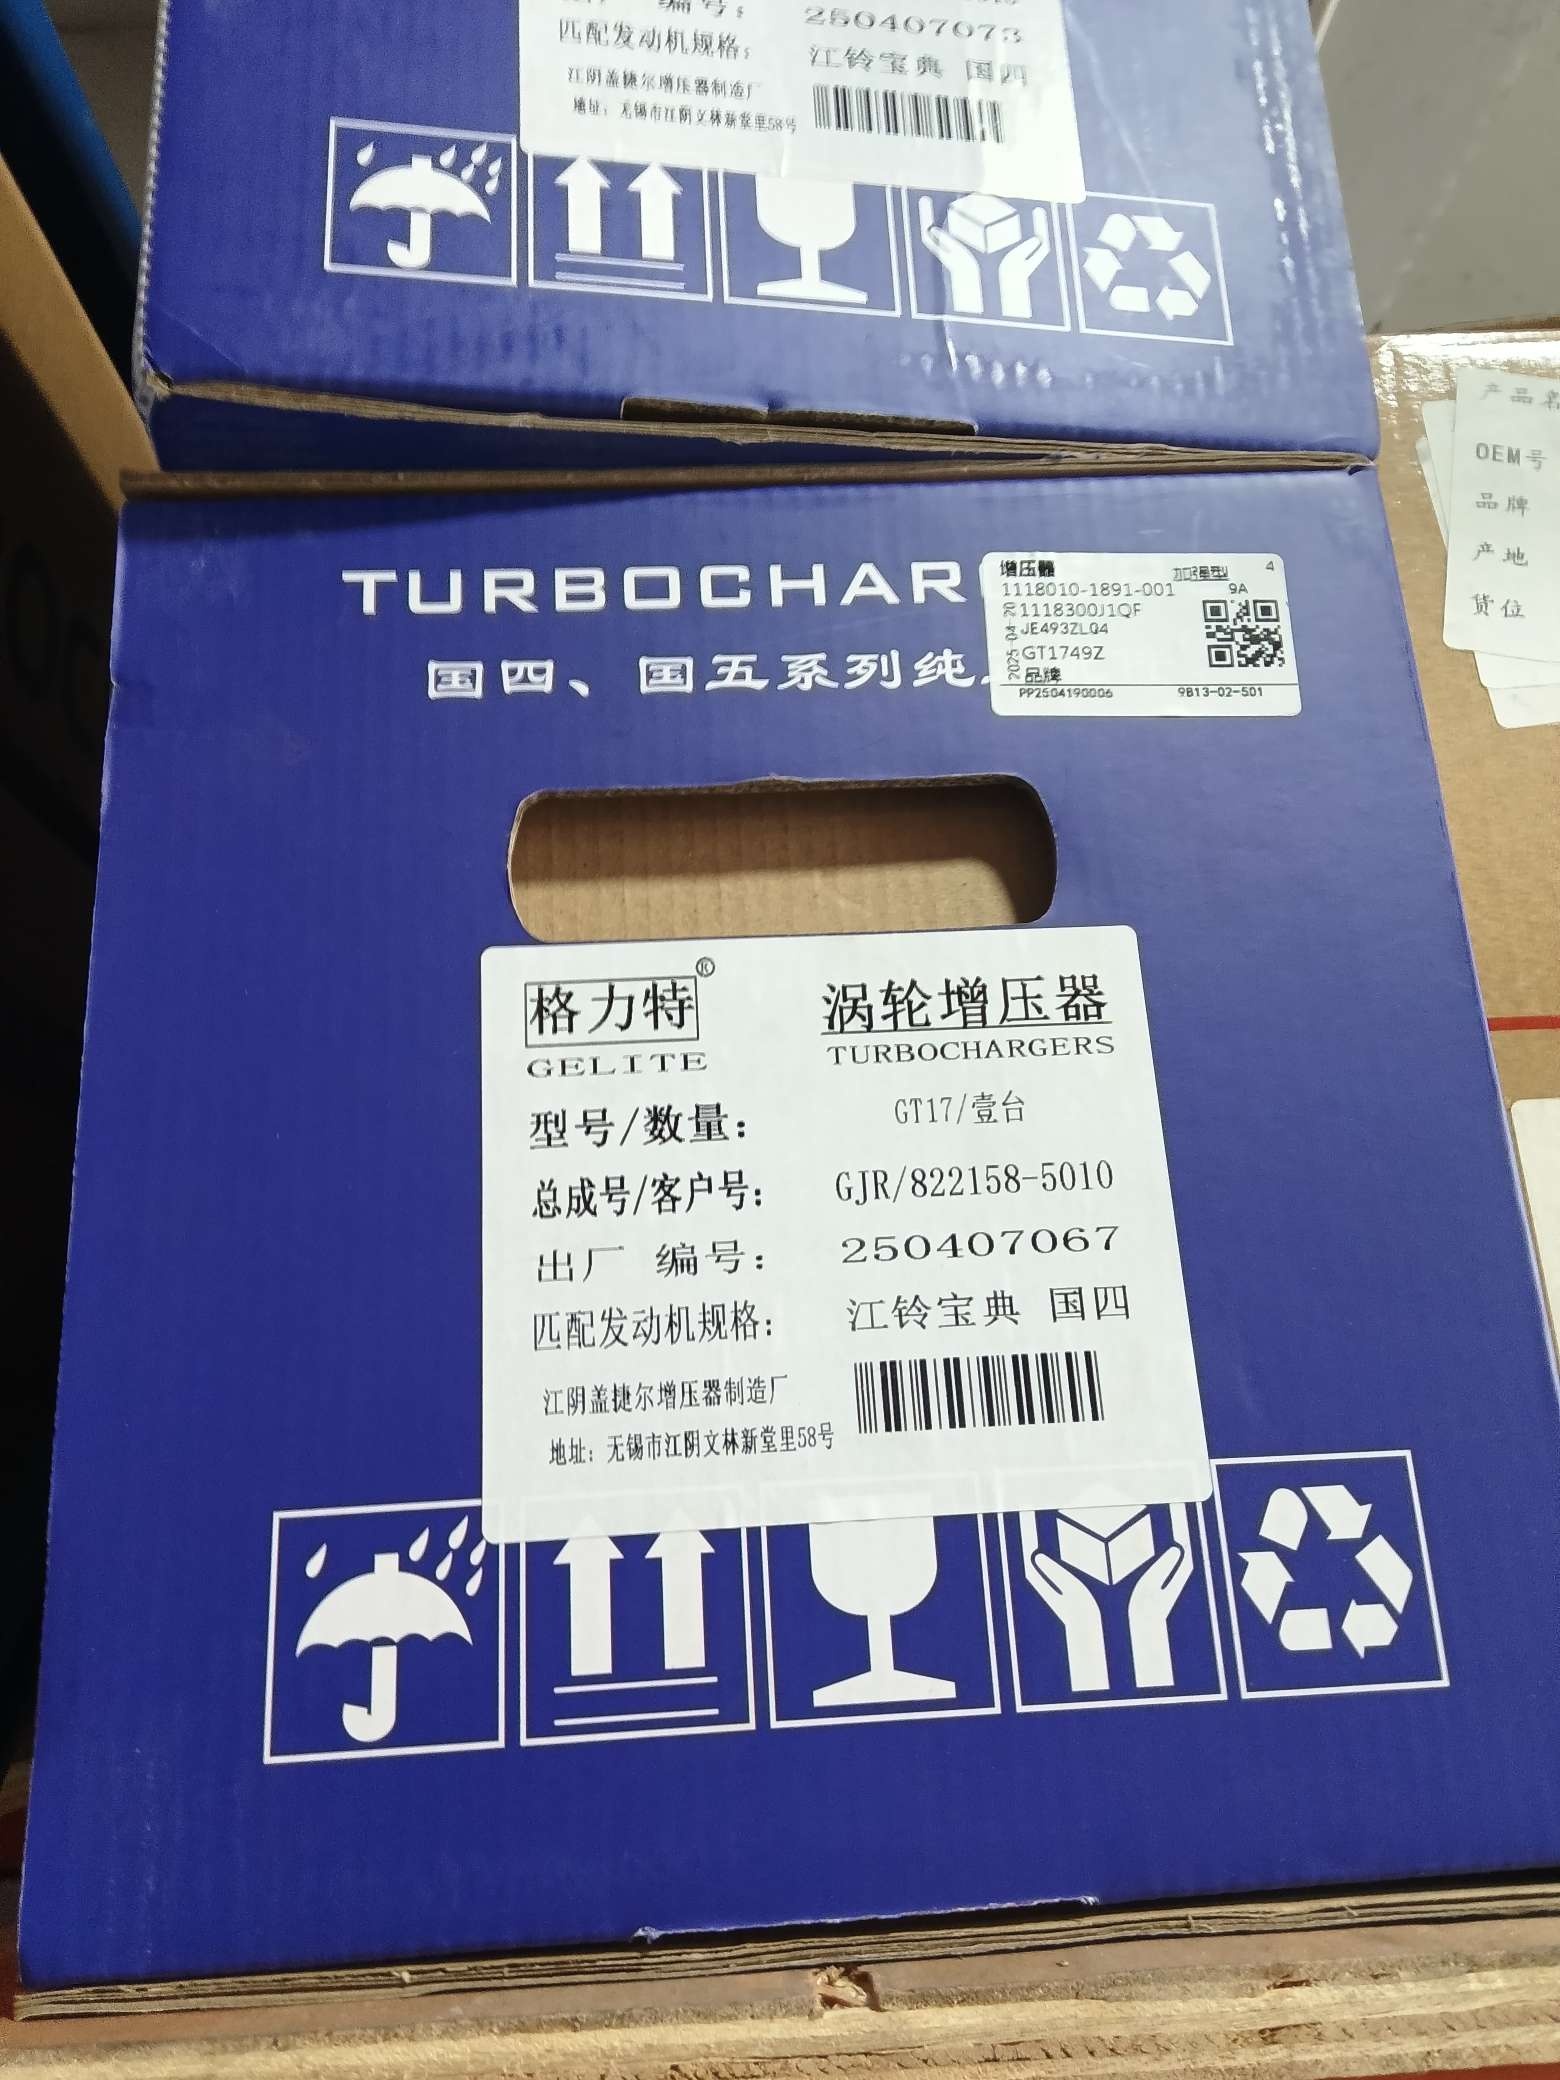 编号:
250407073
匹配发动机规格:
江铃宝典 国四
江阴盖捷尔增压器制造厂
地址: 无锡市江阴文林新堂里58号
产品名
OEM号
品牌
产地
货位
TURBOCHAR
国四、国五系列纯
增压器
加强型
4
1118010-1891-001
9A
1118300J1QF
JE493ZLQ4
GT1749Z
品牌
2025-04-20
PP2504190006
9B13-02-501
格力特®
GELITE
涡轮增压器
TURBOCHARGERS
型号/数量: GT17/壹台
总成号/客户号: GJR/822158-5010
出厂 编号: 250407067
匹配发动机规格: 江铃宝典 国四
江阴盖捷尔增压器制造厂
地址: 无锡市江阴文林新堂里58号